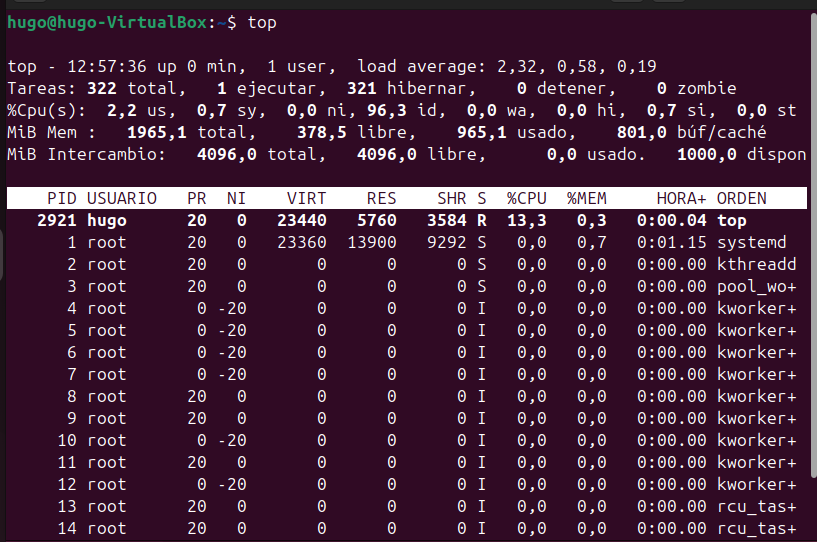 hugo@hugo-VirtualBox:~$ top
top - 12:57:36 up 0 min,  1 user,  load average: 2,32, 0,58, 0,19
Tareas: 322 total,   1 ejecutar, 321 hibernar,   0 detener,   0 zombie
%Cpu(s):  2,2 us,  0,7 sy,  0,0 ni, 96,3 id,  0,0 wa,  0,0 hi,  0,7 si,  0,0 st
MiB Mem :   1965,1 total,    378,5 libre,    965,1 usado,    801,0 búf/caché
MiB Intercambio:   4096,0 total,   4096,0 libre,      0,0 usado.   1000,0 dispon
PID USUARIO   PR  NI    VIRT    RES    SHR S  %CPU  %MEM     HORA+ ORDEN
2921 hugo      20   0   23440   5760   3584 R  13,3   0,3   0:00.04 top
1 root      20   0   23360  13900   9292 S   0,0   0,7   0:01.15 systemd
2 root      20   0       0      0      0 S   0,0   0,0   0:00.00 kthreadd
3 root      20   0       0      0      0 S   0,0   0,0   0:00.00 pool_wo+
4 root       0 -20       0      0      0 I   0,0   0,0   0:00.00 kworker+
5 root       0 -20       0      0      0 I   0,0   0,0   0:00.00 kworker+
6 root       0 -20       0      0      0 I   0,0   0,0   0:00.00 kworker+
7 root       0 -20       0      0      0 I   0,0   0,0   0:00.00 kworker+
8 root      20   0       0      0      0 I   0,0   0,0   0:00.00 kworker+
9 root      20   0       0      0      0 I   0,0   0,0   0:00.00 kworker+
10 root       0 -20       0      0      0 I   0,0   0,0   0:00.00 kworker+
11 root      20   0       0      0      0 I   0,0   0,0   0:00.00 kworker+
12 root       0 -20       0      0      0 I   0,0   0,0   0:00.00 kworker+
13 root      20   0       0      0      0 I   0,0   0,0   0:00.00 rcu_tas+
14 root      20   0       0      0      0 I   0,0   0,0   0:00.00 rcu_tas+